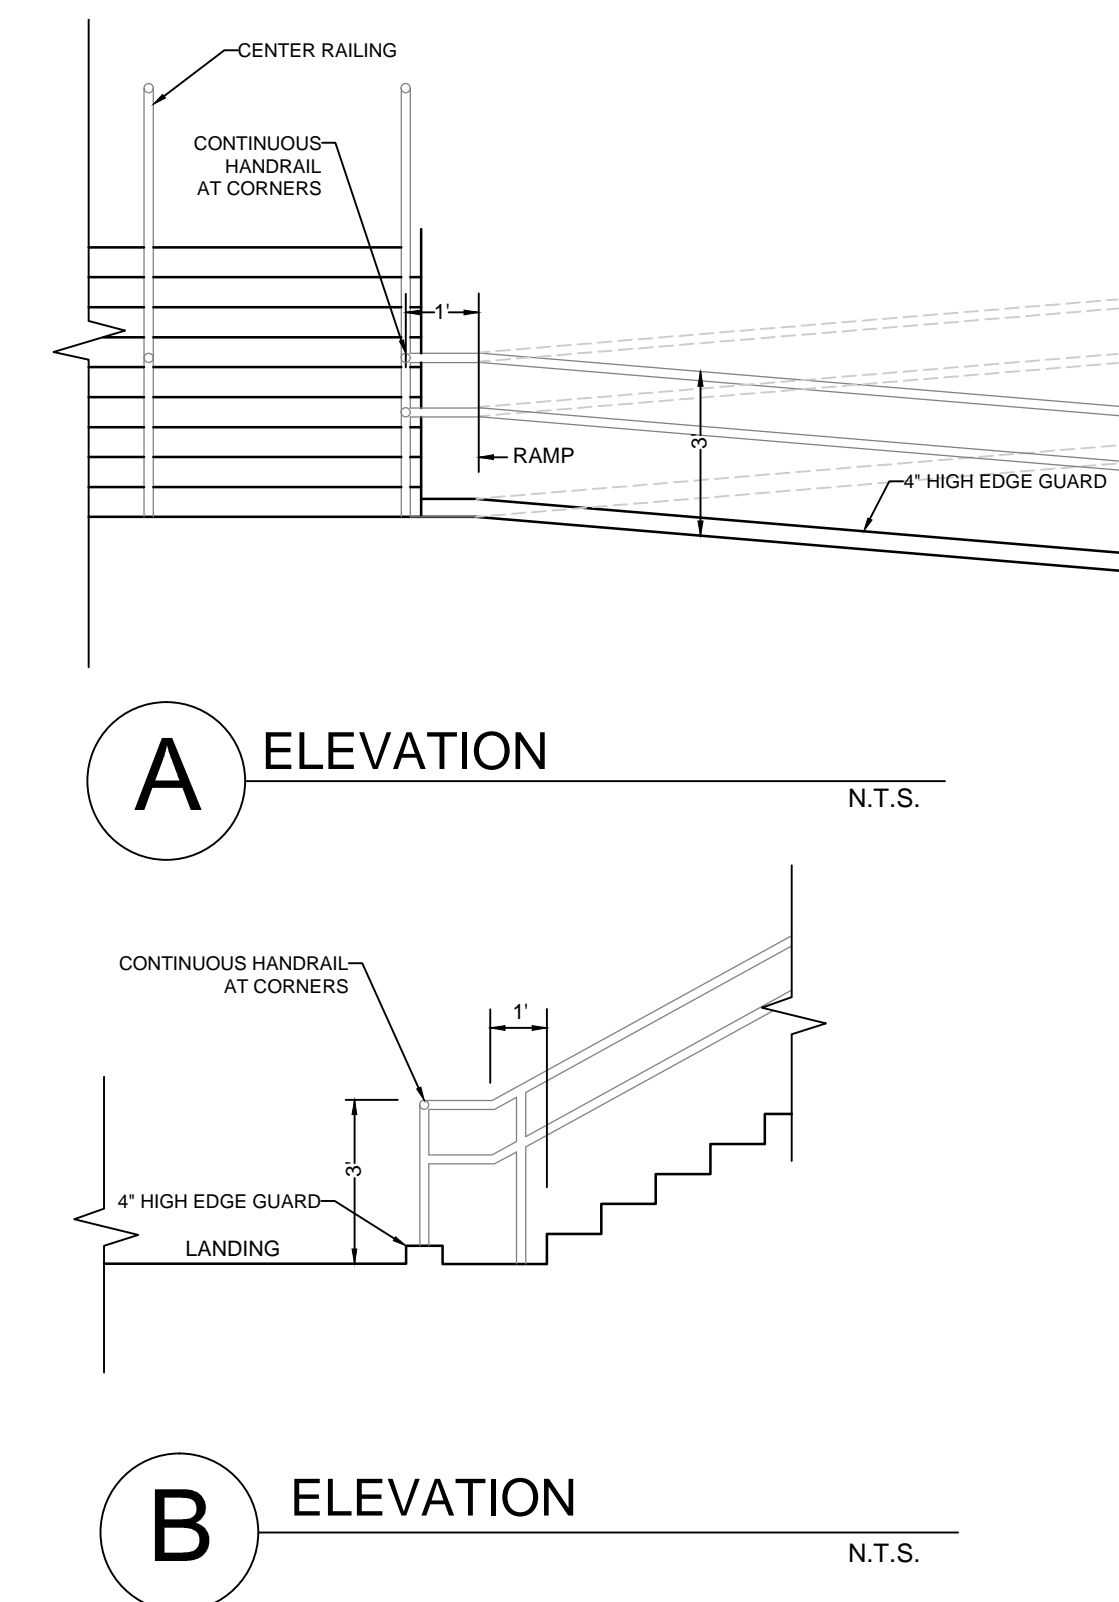 CENTER RAILING
CONTINUOUS
HANDRAIL
AT CORNERS
1'
3'
RAMP
4" HIGH EDGE GUARD
A
ELEVATION
N.T.S.
CONTINUOUS HANDRAIL
AT CORNERS
1'
3'
4" HIGH EDGE GUARD
LANDING
B
ELEVATION
N.T.S.